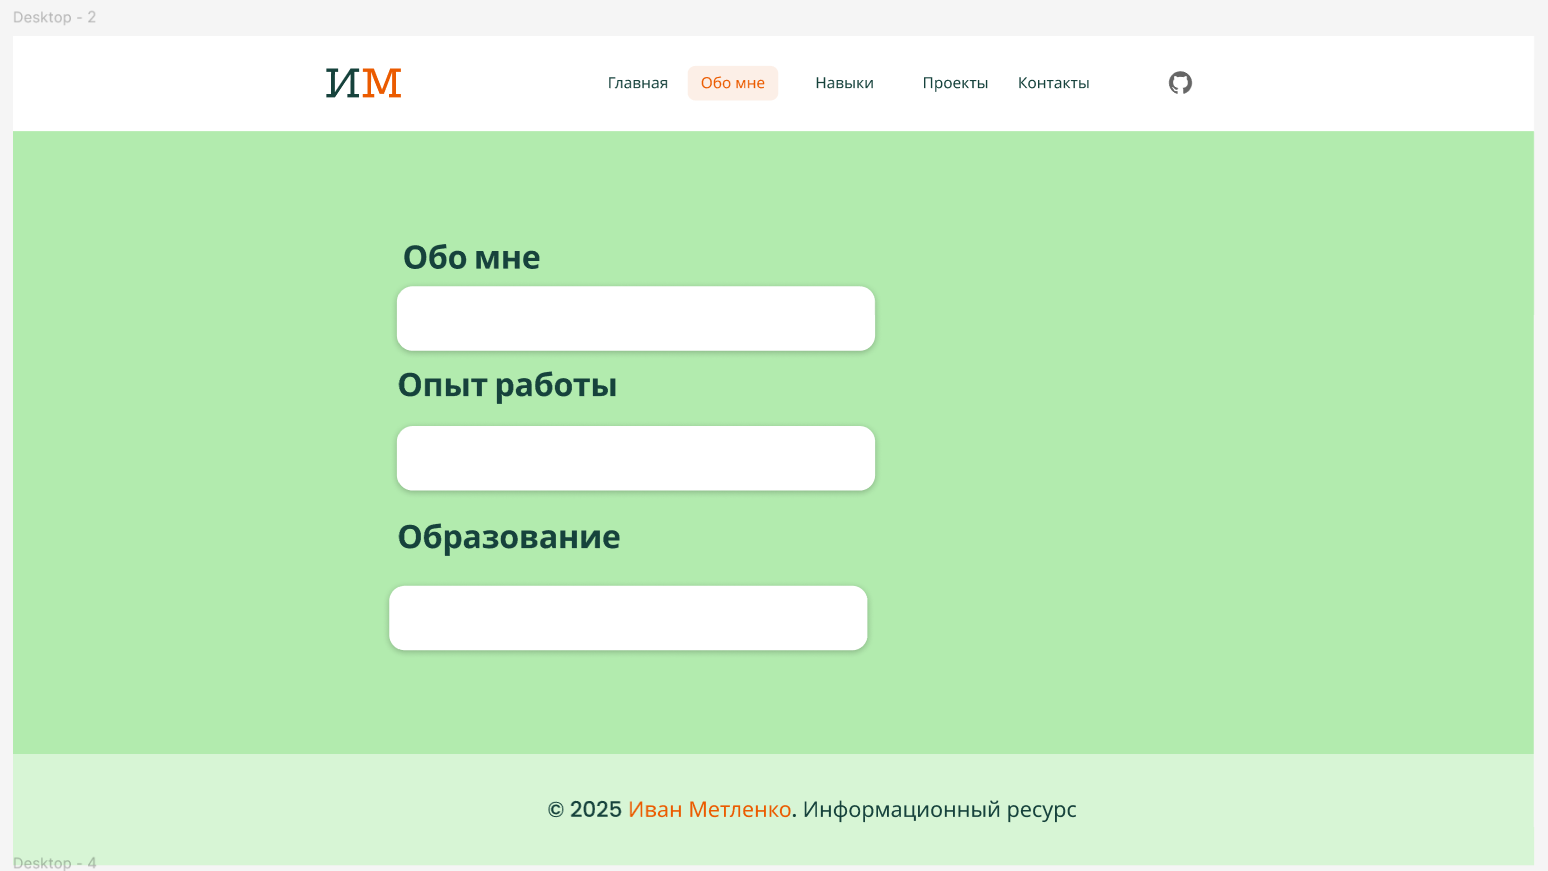 Desktop - 2
ИМ
Главная Обо мне Навыки Проекты Контакты
Обо мне
Опыт работы
Образование
© 2025 Иван Метленко. Информационный ресурс
Desktop - 4